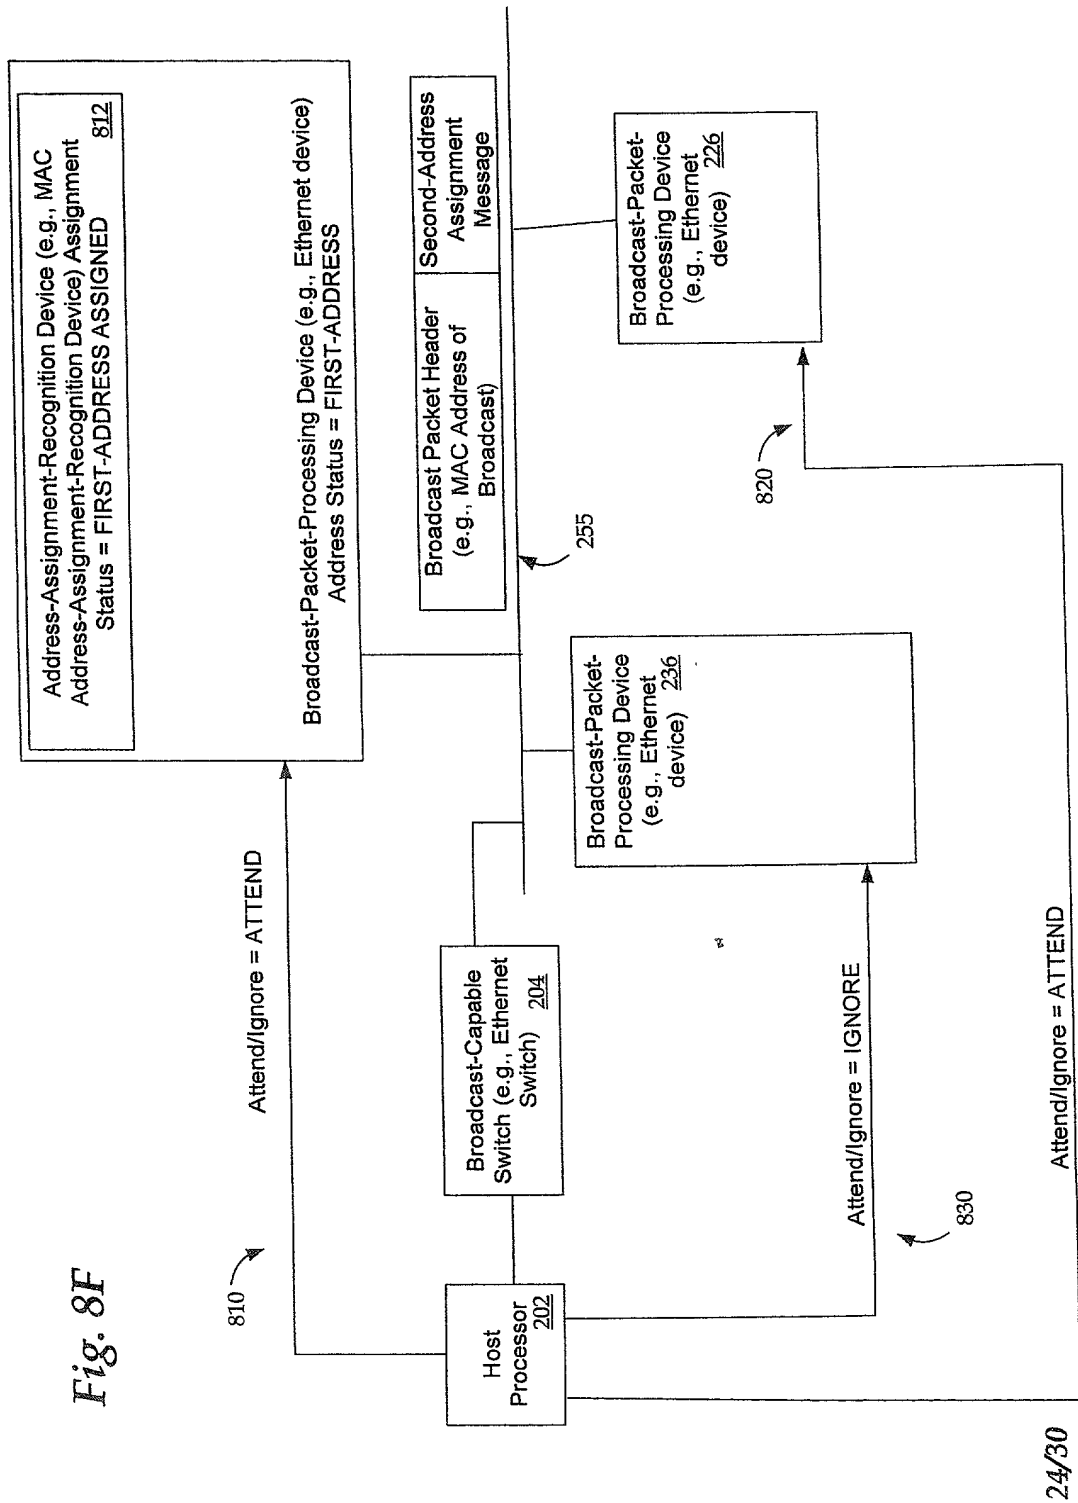 Fig. 8F
810
Attend/Ignore = ATTEND
Address-Assignment-Recognition Device (e.g., MAC
Address-Assignment-Recognition Device) Assignment
Status = FIRST-ADDRESS ASSIGNED
812
Broadcast-Packet-Processing Device (e.g., Ethernet device)
Address Status = FIRST-ADDRESS
Host
Processor
202
Broadcast-Capable
Switch (e.g., Ethernet
Switch) 204
Broadcast Packet Header
(e.g., MAC Address of
Broadcast)
Second-Address
Assignment
Message
255
Broadcast-Packet-
Processing Device
(e.g., Ethernet
device) 236
Broadcast-Packet-
Processing Device
(e.g., Ethernet
device) 226
820
Attend/Ignore = IGNORE
830
Attend/Ignore = ATTEND
24/30